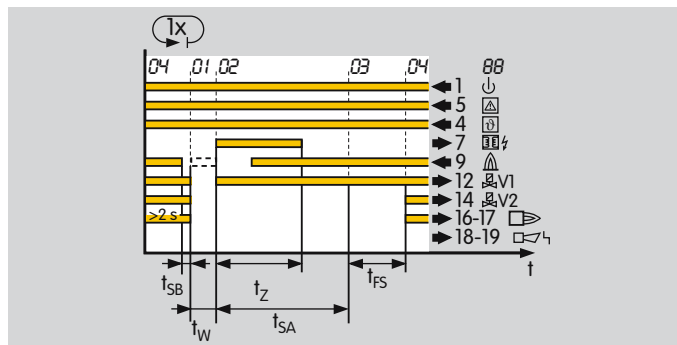 1x
04 01 02 03 04 88
1
5
4
7
9
12 V1
14 V2
>2 s 16-17
18-19
t
tSB tZ tFS
tW tSA